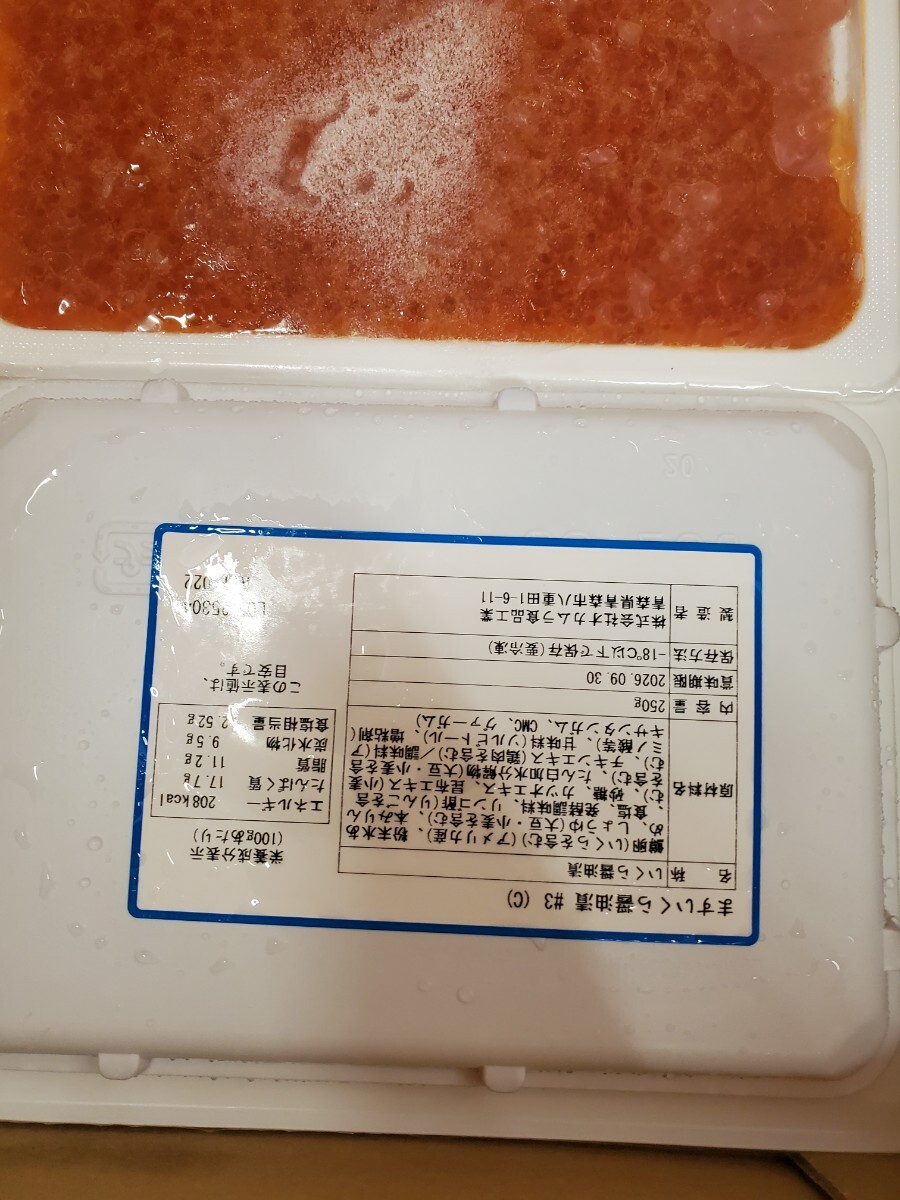 ますいくら醤油漬 #3 (C)
名称 いくら醤油漬
原材料名 鱒卵(いくらを含む)(アメリカ産)、粉末水あ
め、しょうゆ(大豆・小麦を含む)、本みりん
、食塩、発酵調味料、リンゴ酢(りんごを含
む)、砂糖、カツオエキス、昆布エキス(小麦
を含む)、たん白加水分解物(大豆・小麦を含
む)、チキンエキス(鶏肉を含む)/調味料(ア
ミノ酸等)、甘味料(ソルビトール)、増粘剤(
キサンタンガム、CMC、グァーガム)
内容量 250g
賞味期限 2026.09.30
保存方法 -18℃以下で保存(要冷凍)
製造者 株式会社オカムラ食品工業
青森県青森市八重田1-6-11
栄養成分表示
(100gあたり)
エネルギー 208kcal
たんぱく質 17.7g
脂質 11.2g
炭水化物 9.5g
食塩相当量 2.52g
この表示値は、
目安です。